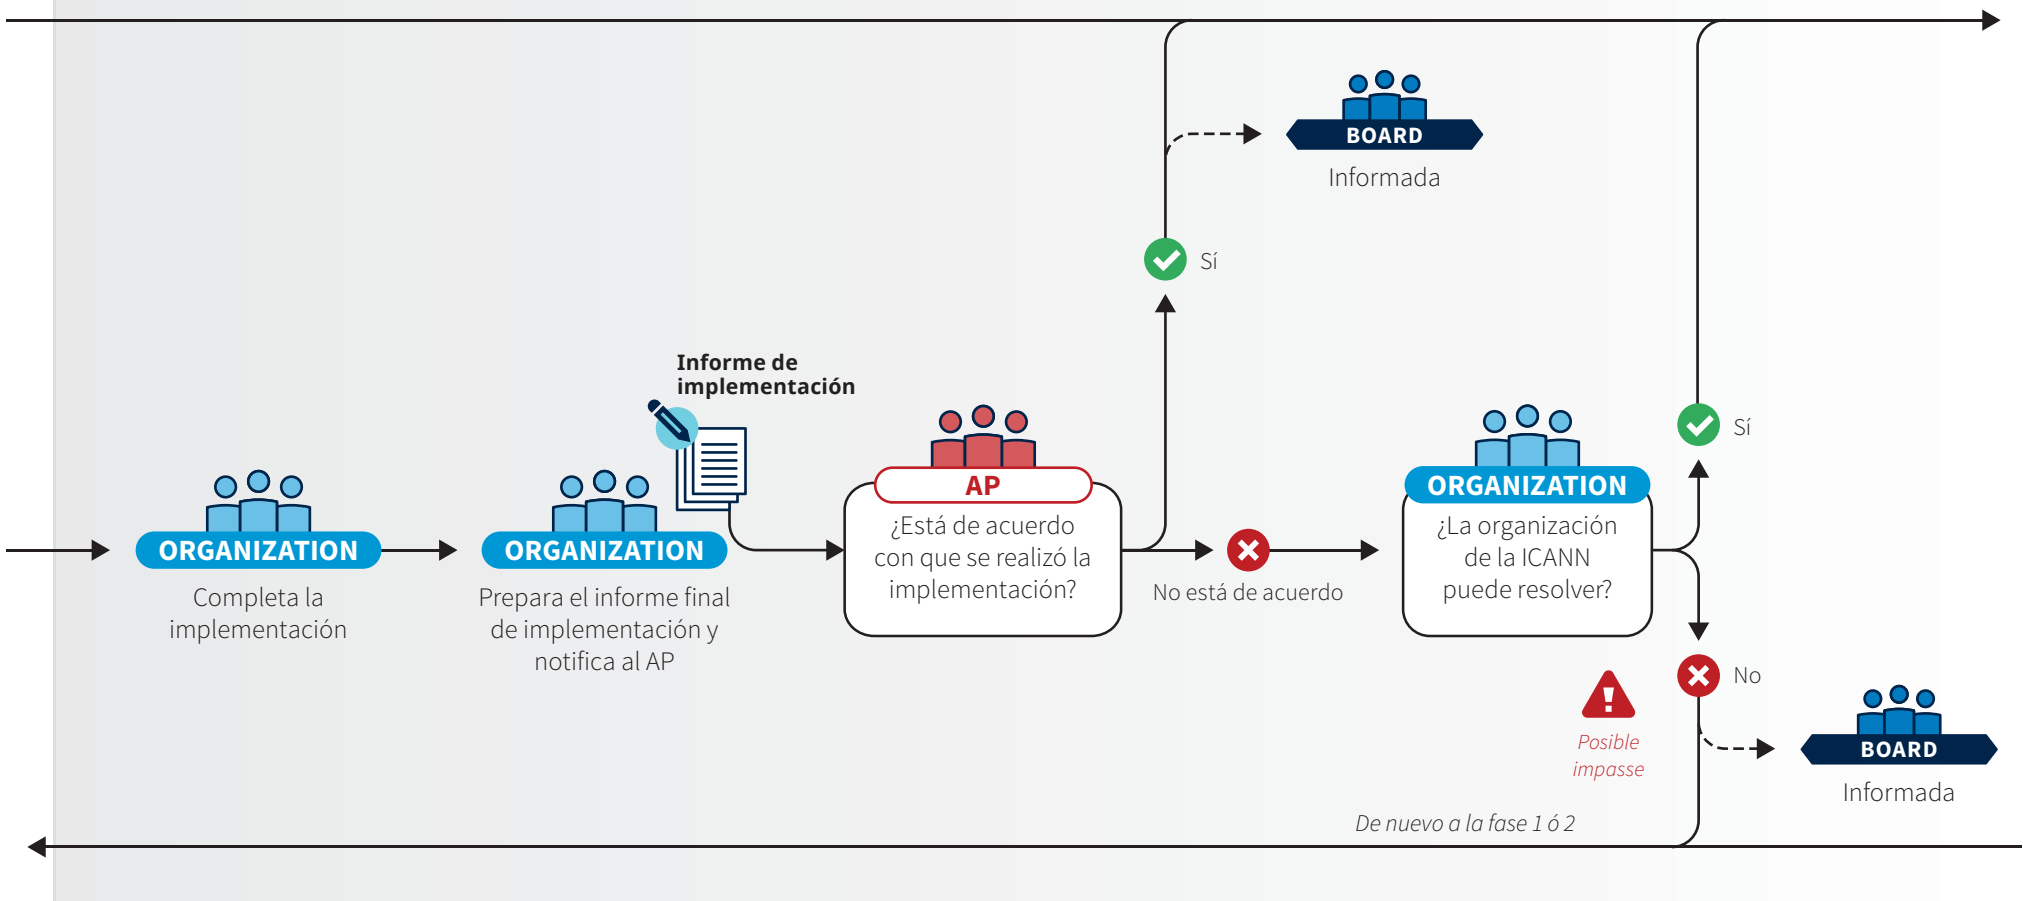 BOARD
Informada
Sí
Informe de
implementación
ORGANIZATION
Completa la
implementación
ORGANIZATION
Prepara el informe final
de implementación y
notifica al AP
AP
¿Está de acuerdo
con que se realizó la
implementación?
No está de acuerdo
ORGANIZATION
¿La organización
de la ICANN
puede resolver?
Sí
No
Posible
impasse
BOARD
Informada
De nuevo a la fase 1 ó 2